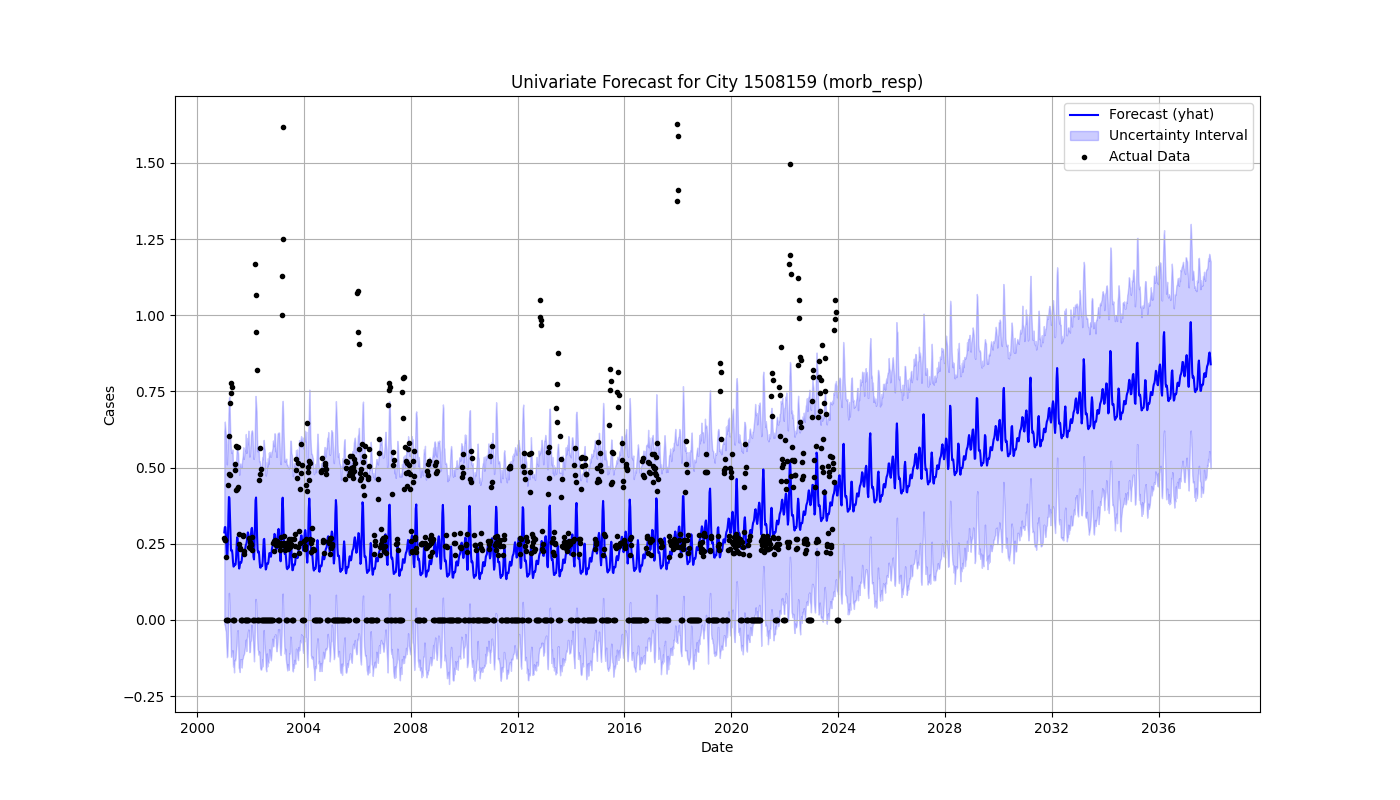 Univariate Forecast for City 1508159 (morb_resp)
Forecast (yhat)
Uncertainty Interval
Actual Data
Cases
1.50
1.25
1.00
0.75
0.50
0.25
0.00
−0.25
2000 2004 2008 2012 2016 2020 2024 2028 2032 2036
Date